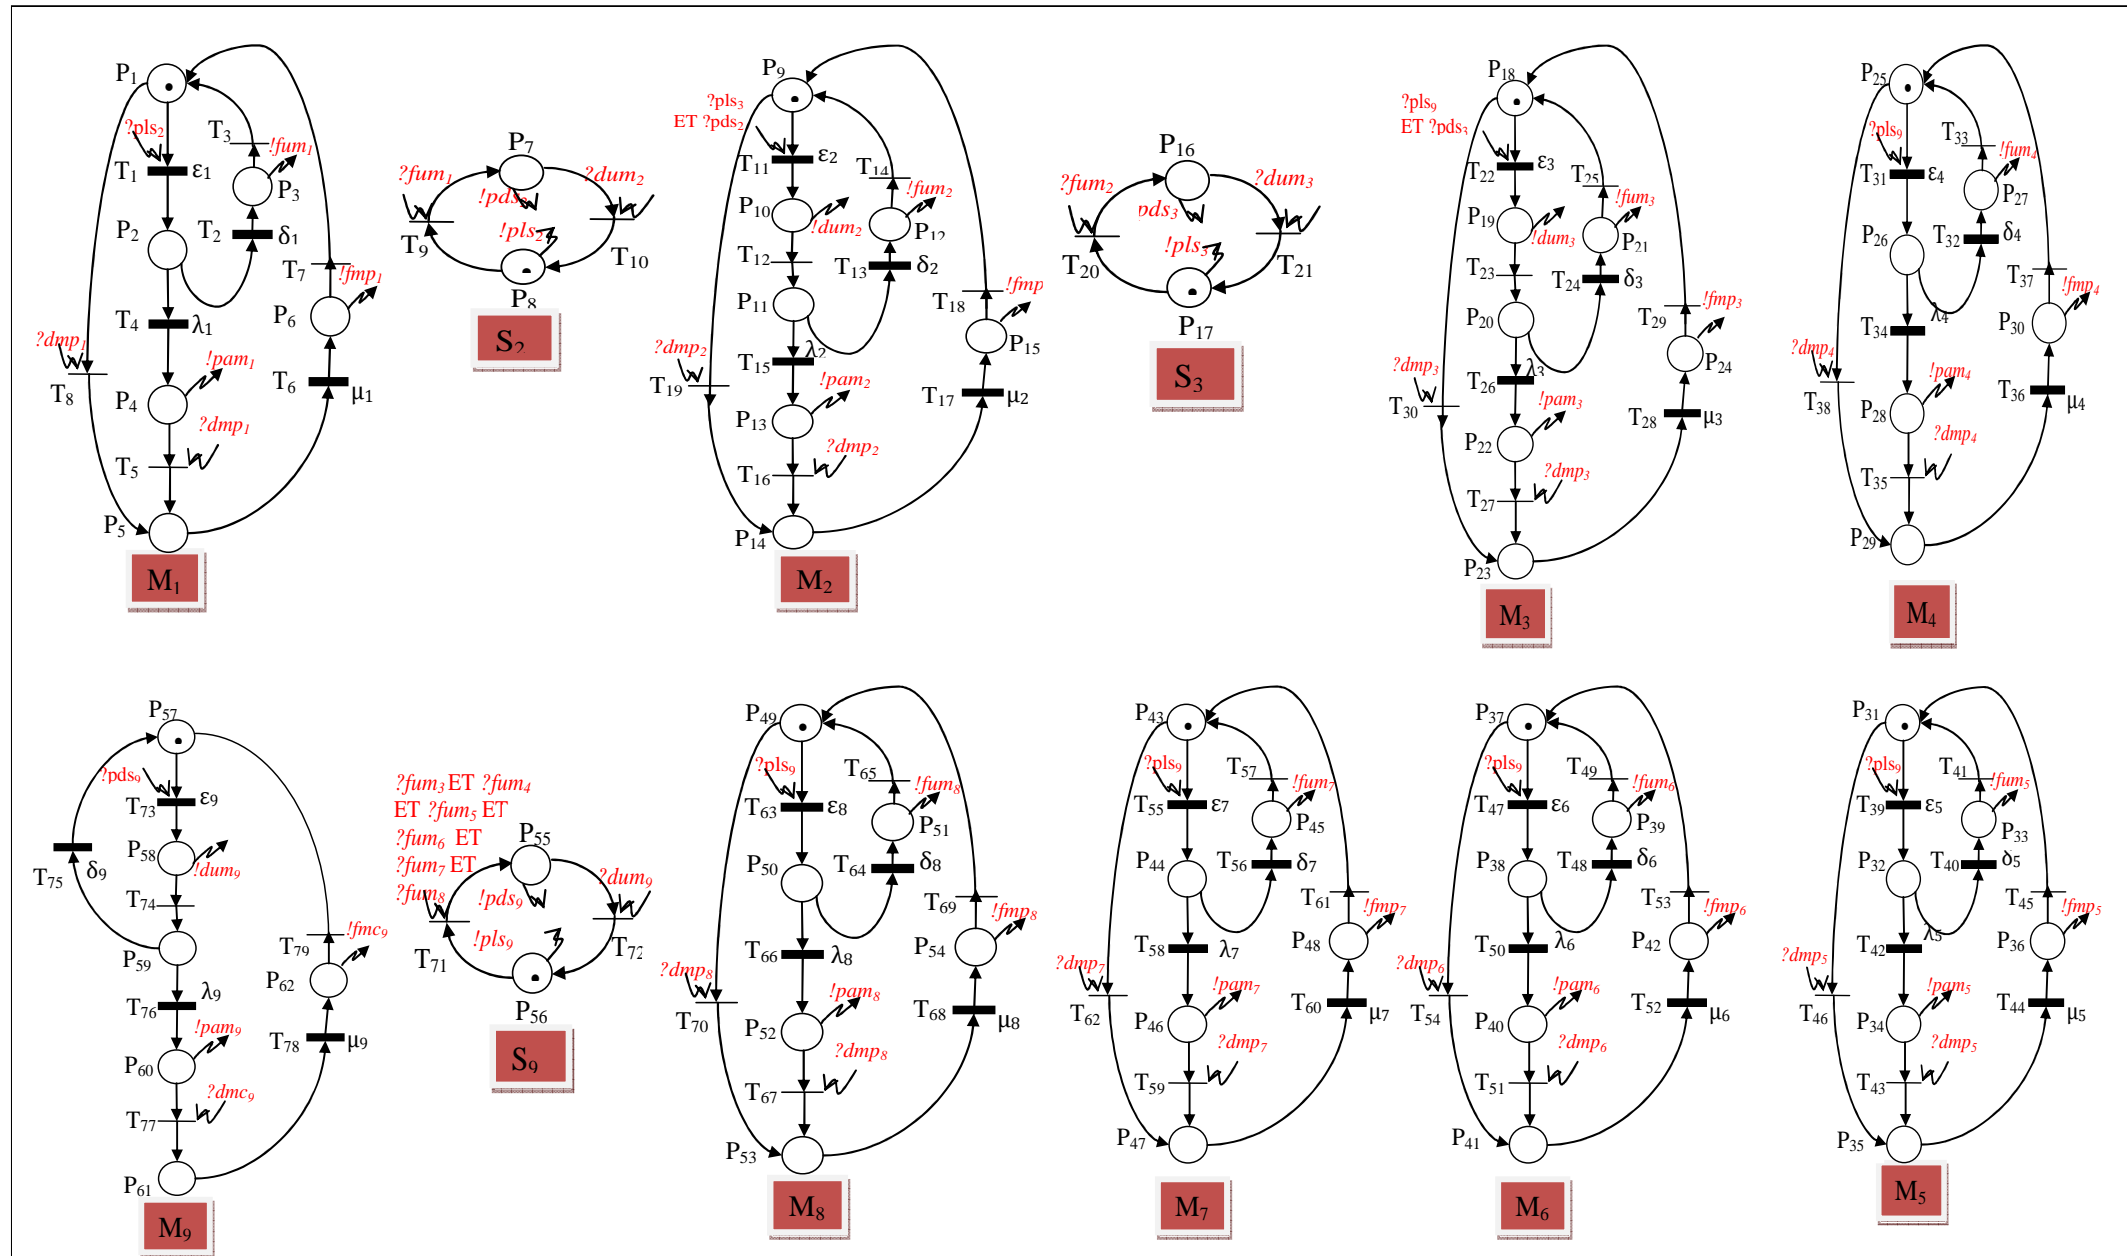 P1
?pls2
T1 ε1
P2
T3
!fum1
P3
T2 δ1
T4 λ1
!pam1
P4
?dmp1
T5
P5
T7
!fmp1
P6
T6 μ1
?dmp1
T8
M1
P7
?fum1
!pds2
?dum2
!pls2
T9
T10
P8
S2
P9
?pls3
ET ?pds2
T11 ε2
P10
!dum2
T12
P11
T14
!fum2
P12
T13 δ2
T15 λ2
!pam2
P13
?dmp2
T16
P14
T18
!fmp
P15
T17 μ2
?dmp2
T19
M2
P16
?fum2
pds3
?dum3
!pls3
T20
T21
P17
S3
P18
?pls9
ET ?pds3
T22 ε3
P19
!dum3
T23
P20
T25
!fum3
P21
T24 δ3
T26 λ3
!pam3
P22
?dmp3
T27
P23
T29
!fmp3
P24
T28 μ3
?dmp3
T30
M3
P25
?pls9
T31 ε4
P26
T33
!fum4
P27
T32 δ4
T34 λ4
!pam4
P28
?dmp4
T35
P29
T37
!fmp4
P30
T36 μ4
?dmp4
T38
M4
P57
?pds9
T73 ε9
P58
!dum9
T74
P59
T75 δ9
T76 λ9
!pam9
P60
?dmc9
T77
P61
T79
!fmc9
P62
T78 μ9
M9
?fum3 ET ?fum4
ET ?fum5 ET
?fum6 ET
?fum7 ET
?fum8
P55
!pds9
?dum9
!pls9
T71
T72
P56
S9
P49
?pls9
T63 ε8
P50
T65
!fum8
P51
T64 δ8
T66 λ8
!pam8
P52
?dmp8
T67
P53
T69
!fmp8
P54
T68 μ8
?dmp8
T70
M8
P43
?pls9
T55 ε7
P44
T57
!fum7
P45
T56 δ7
T58 λ7
!pam7
P46
?dmp7
T59
P47
T61
!fmp7
P48
T60 μ7
?dmp7
T62
M7
P37
?pls9
T47 ε6
P38
T49
!fum6
P39
T48 δ6
T50 λ6
!pam6
P40
?dmp6
T51
P41
T53
!fmp6
P42
T52 μ6
?dmp6
T54
M6
P31
?pls9
T39 ε5
P32
T41
!fum5
P33
T40 δ5
T42 λ5
!pam5
P34
?dmp5
T43
P35
T45
!fmp5
P36
T44 μ5
?dmp5
T46
M5